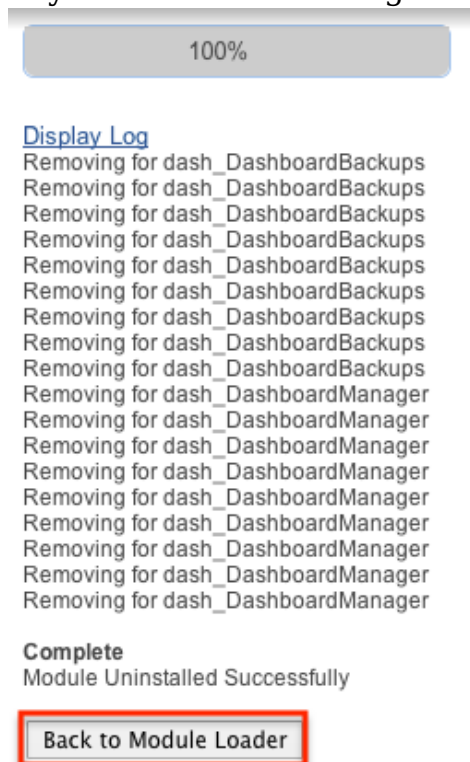 100%
Display Log
Removing for dash_DashboardBackups
Removing for dash_DashboardBackups
Removing for dash_DashboardBackups
Removing for dash_DashboardBackups
Removing for dash_DashboardBackups
Removing for dash_DashboardBackups
Removing for dash_DashboardBackups
Removing for dash_DashboardBackups
Removing for dash_DashboardBackups
Removing for dash_DashboardManager
Removing for dash_DashboardManager
Removing for dash_DashboardManager
Removing for dash_DashboardManager
Removing for dash_DashboardManager
Removing for dash_DashboardManager
Removing for dash_DashboardManager
Removing for dash_DashboardManager
Removing for dash_DashboardManager
Complete
Module Uninstalled Successfully
Back to Module Loader